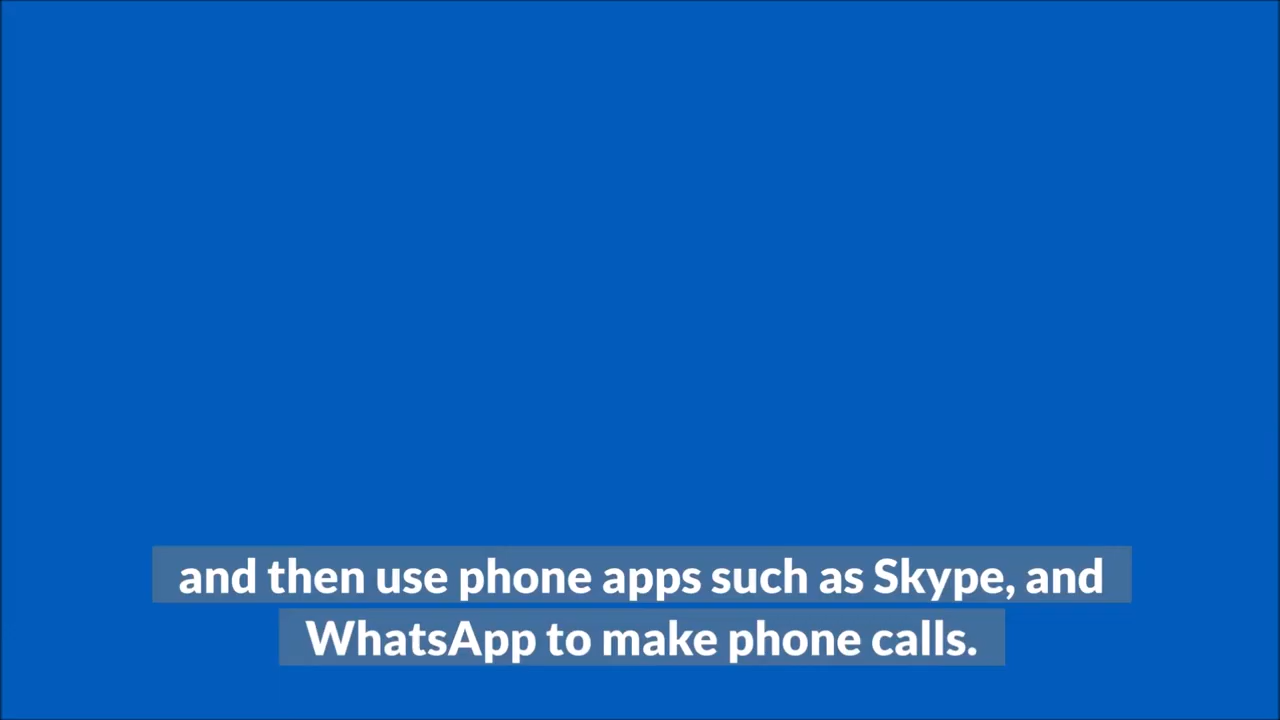 and then use phone apps such as Skype, and
WhatsApp to make phone calls.